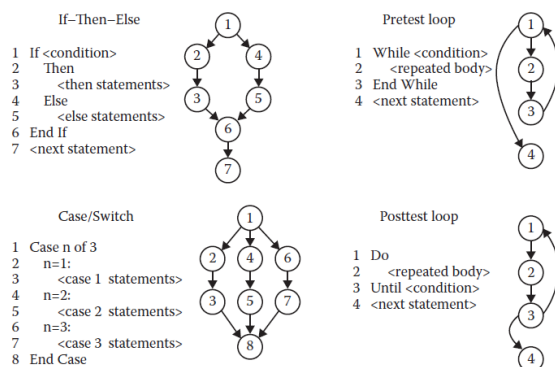 If–Then–Else
1 If <condition>
2 Then
3 <then statements>
4 Else
5 <else statements>
6 End If
7 <next statement>
1
2 4
3 5
6
7
Pretest loop
1 While <condition>
2 <repeated body>
3 End While
4 <next statement>
1
2
3
4
Case/Switch
1 Case n of 3
2 n=1:
3 <case 1 statements>
4 n=2:
5 <case 2 statements>
6 n=3:
7 <case 3 statements>
8 End Case
1
2 4 6
3 5 7
8
Posttest loop
1 Do
2 <repeated body>
3 Until <condition>
4 <next statement>
1
2
3
4